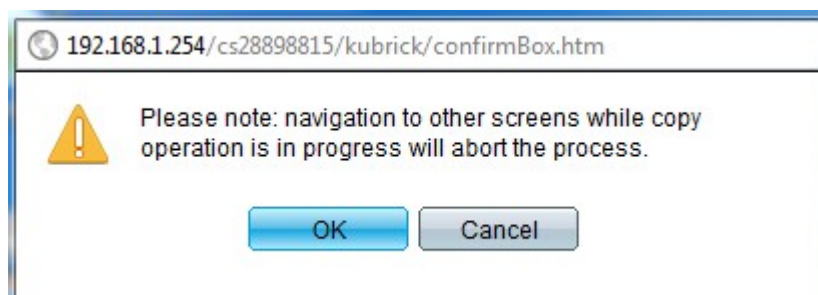 192.168.1.254/cs28898815/kubrick/confirmBox.htm
Please note: navigation to other screens while copy
operation is in progress will abort the process.
OK Cancel